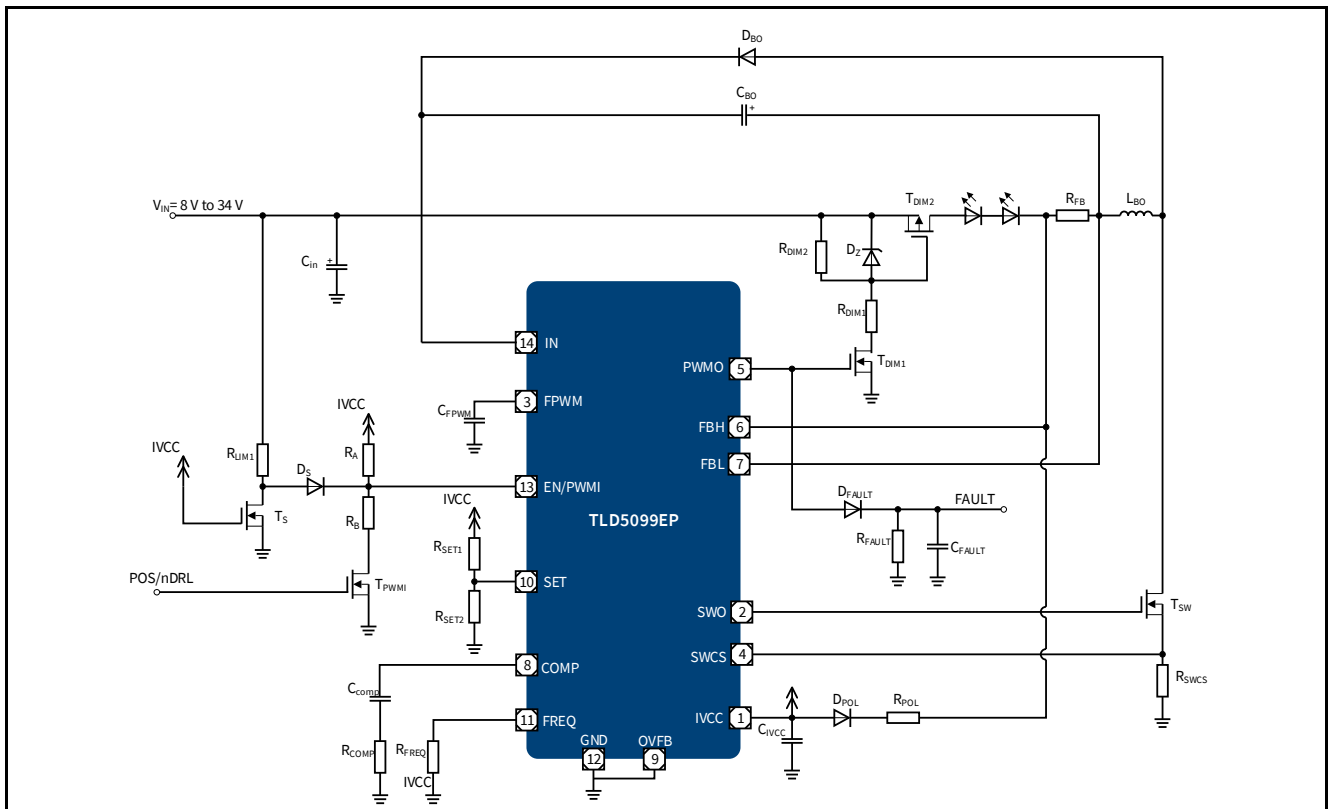 DBO
CBO
VIN= 8 V to 34 V
TDIM2
RFB
LBO
Cin
+
+
RDIM2
DZ
RDIM1
TDIM1
14 IN
PWMO 5
3 FPWM
CFPWM
IVCC
FBH 6
IVCC
RLIM1
RA
DS
FBL 7
13 EN/PWMI
IVCC
DFAULT
FAULT
TS
RB
TLD5099EP
RSET1
RFAULT
CFAULT
POS/nDRL
TPWMI
10 SET
RSET2
SWO 2
TSW
SWCS 4
8 COMP
RSWCS
Ccomp
DPOL
RPOL
IVCC 1
11 FREQ
CIVCC
RCOMP
RFREQ
GND
OVFB
12
9
IVCC